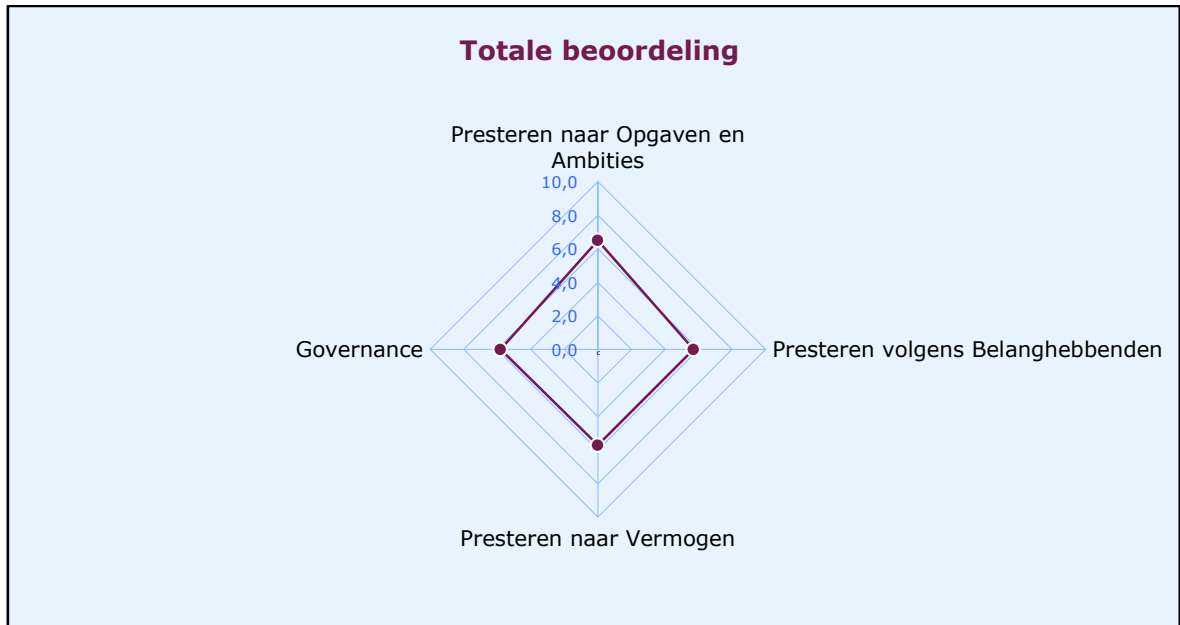 Totale beoordeling
Presteren naar Opgaven en
Ambities
10,0
8,0
6,0
4,0
2,0
0,0
Governance
Presteren volgens Belanghebbenden
Presteren naar Vermogen